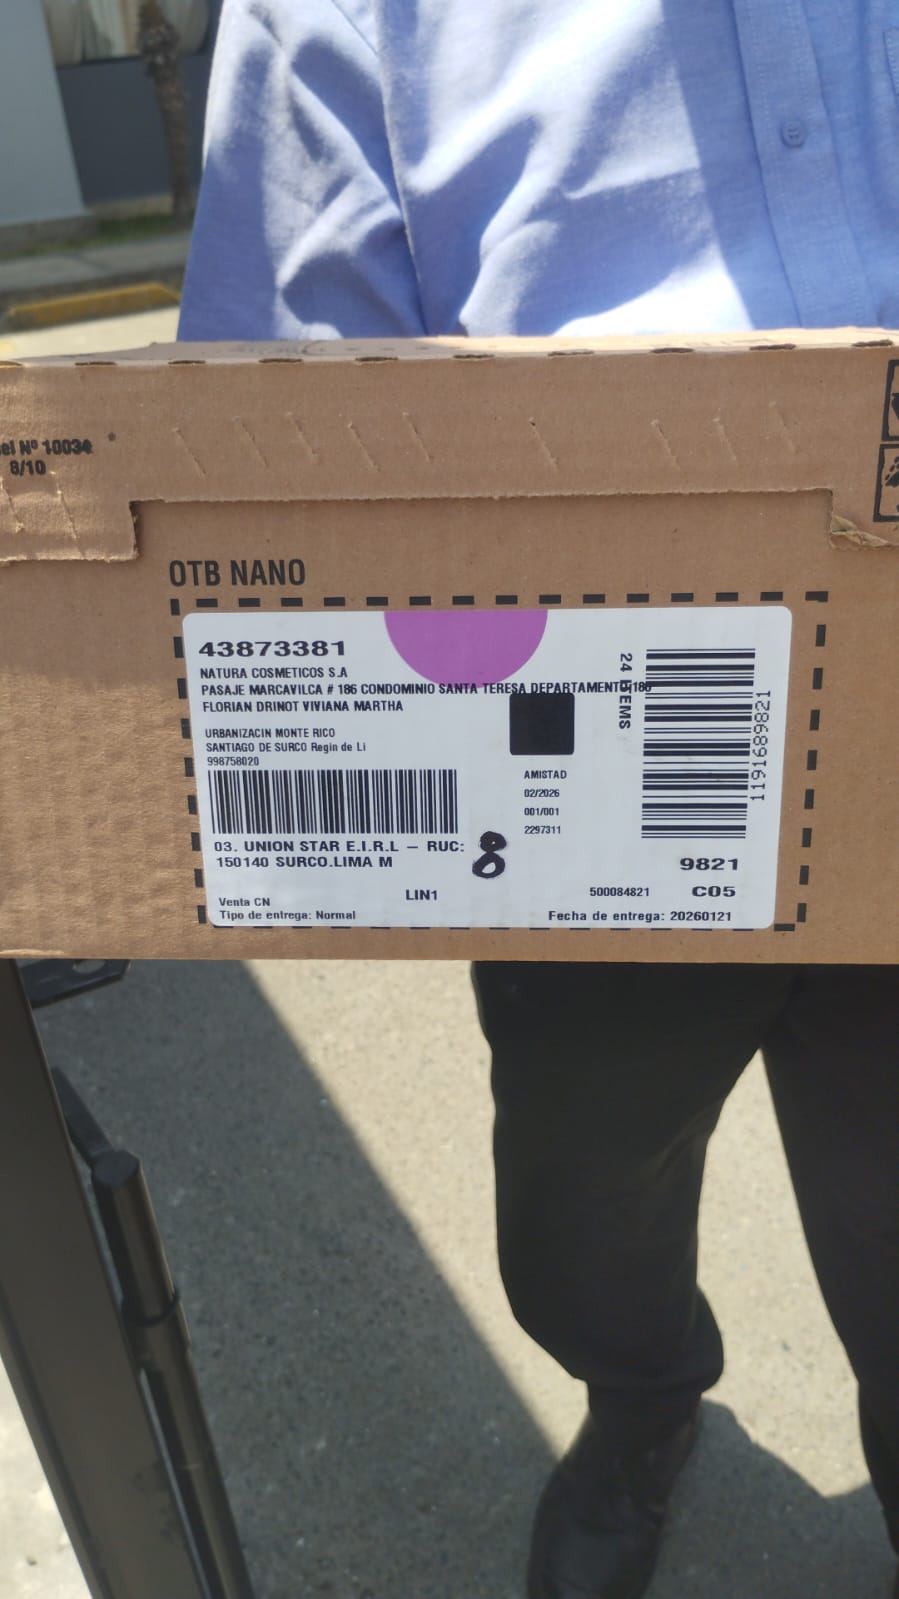 Nº 10034
8/10
OTB NANO
43873381
NATURA COSMETICOS S.A
PASAJE MARCAVILCA # 186 CONDOMINIO SANTA TERESA DEPARTAMENTO 186
FLORIAN DRINOT VIVIANA MARTHA
URBANIZACIN MONTE RICO
SANTIAGO DE SURCO Regin de Li
998758020
24 ITEMS
1191689821
AMISTAD
02/2026
001/001
2297311
03. UNION STAR E.I.R.L – RUC:
150140 SURCO.LIMA M
8
9821
Venta CN
LIN1
500084821
C05
Tipo de entrega: Normal
Fecha de entrega: 20260121